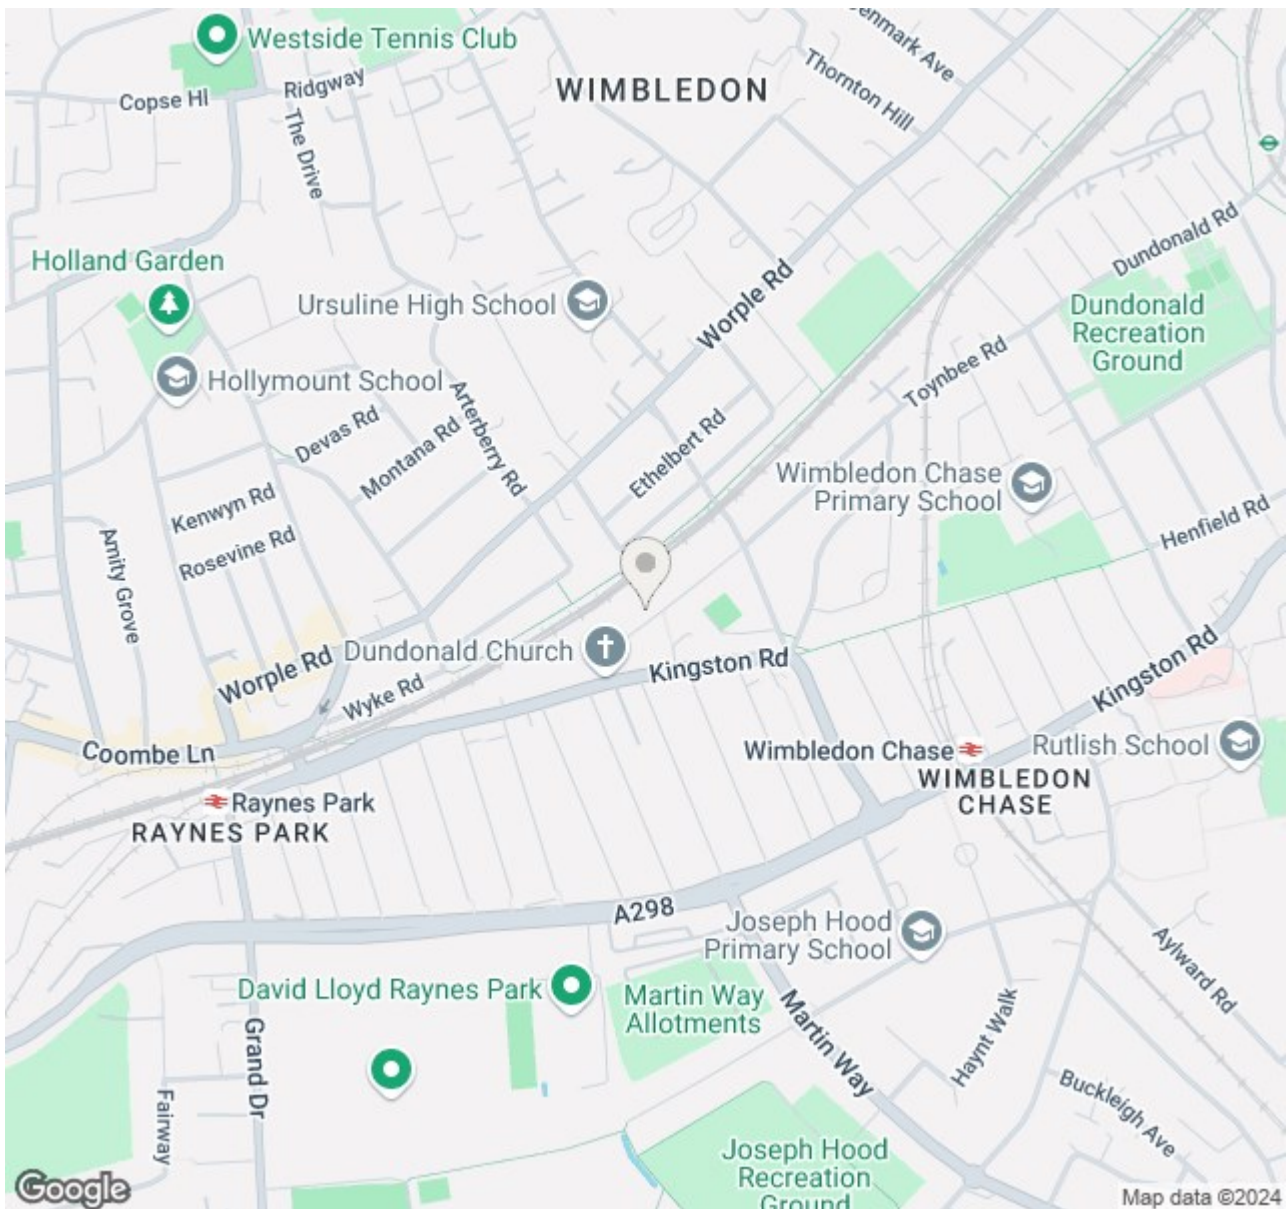 Westside Tennis Club
WIMBLEDON
Thornton Hill
Copse Hl
Ridgway
The Drive
Dundonald Rd
Holland Garden
Ursuline High School
Worple Rd
Dundonald
Recreation
Ground
Hollymount School
Toynbee Rd
Devas Rd
Montana Rd
Arterberry Rd
Ethelbert Rd
Wimbledon Chase
Primary School
Kenwyn Rd
Henfield Rd
Rosevine Rd
Amity Grove
Dundonald Church
Kingston Rd
Worple Rd
Wyke Rd
Kingston Rd
Coombe Ln
Wimbledon Chase
Rutlish School
WIMBLEDON
CHASE
Raynes Park
RAYNES PARK
A298
Joseph Hood
Primary School
Aylward Rd
David Lloyd Raynes Park
Martin Way
Allotments
Martin Way
Haynt Walk
Grand Dr
Fairway
Buckleigh Ave
Joseph Hood
Recreation
Ground
Google
Map data ©2024